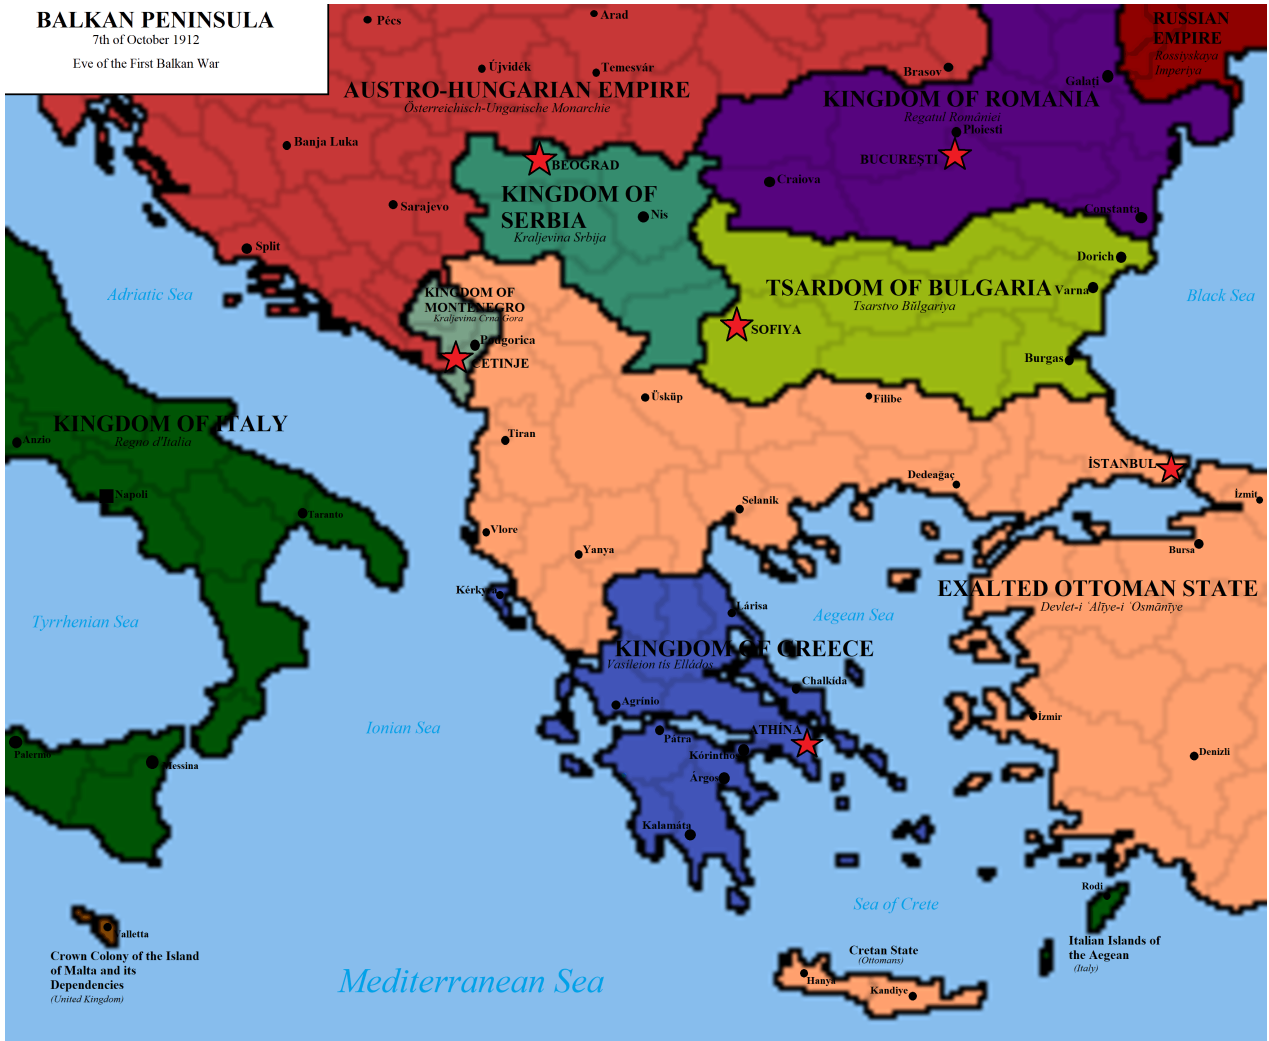 BALKAN PENINSULA
7th of October 1912
Eve of the First Balkan War
Pécs
Arad
RUSSIAN
EMPIRE
Rossiyskaya
Imperiya
Újvidék
Temesvár
Brasov
Galați
AUSTRO-HUNGARIAN EMPIRE
Österreichisch-Ungarische Monarchie
KINGDOM OF ROMANIA
Regatul României
Ploiesti
BUCUREȘTI
Banja Luka
BEOGRAD
Craiova
Constanta
KINGDOM OF
SERBIA
Kraljevina Srbija
Nis
Sarajevo
Split
Dorich
Adriatic Sea
KINGDOM OF
MONTENEGRO
Kraljevina Crna Gora
Podgorica
CETINJE
TSARDOM OF BULGARIA
Tsarstvo Bŭlgariya
Varna
Black Sea
SOFIYA
Burgas
Üsküp
Filibe
KINGDOM OF ITALY
Regno d'Italia
Anzio
Tiran
İSTANBUL
Dedeağaç
İzmit
Napoli
Taranto
Selanik
Vlore
Yanya
Bursa
Kérkyra
Lárisa
EXALTED OTTOMAN STATE
Devlet-i ʿAlīye-i ʿOsmānīye
Tyrrhenian Sea
Aegean Sea
KINGDOM OF GREECE
Vasíleion tis Elládos
Chalkída
Agrínio
Ionian Sea
ATHÍNA
İzmir
Pátra
Kórinthos
Denizli
Palermo
Messina
Árgos
Kalamáta
Rodi
Sea of Crete
Valletta
Crown Colony of the Island
of Malta and its
Dependencies
(United Kingdom)
Italian Islands of
the Aegean
(Italy)
Cretan State
(Ottomans)
Mediterranean Sea
Hanya
Kandiye